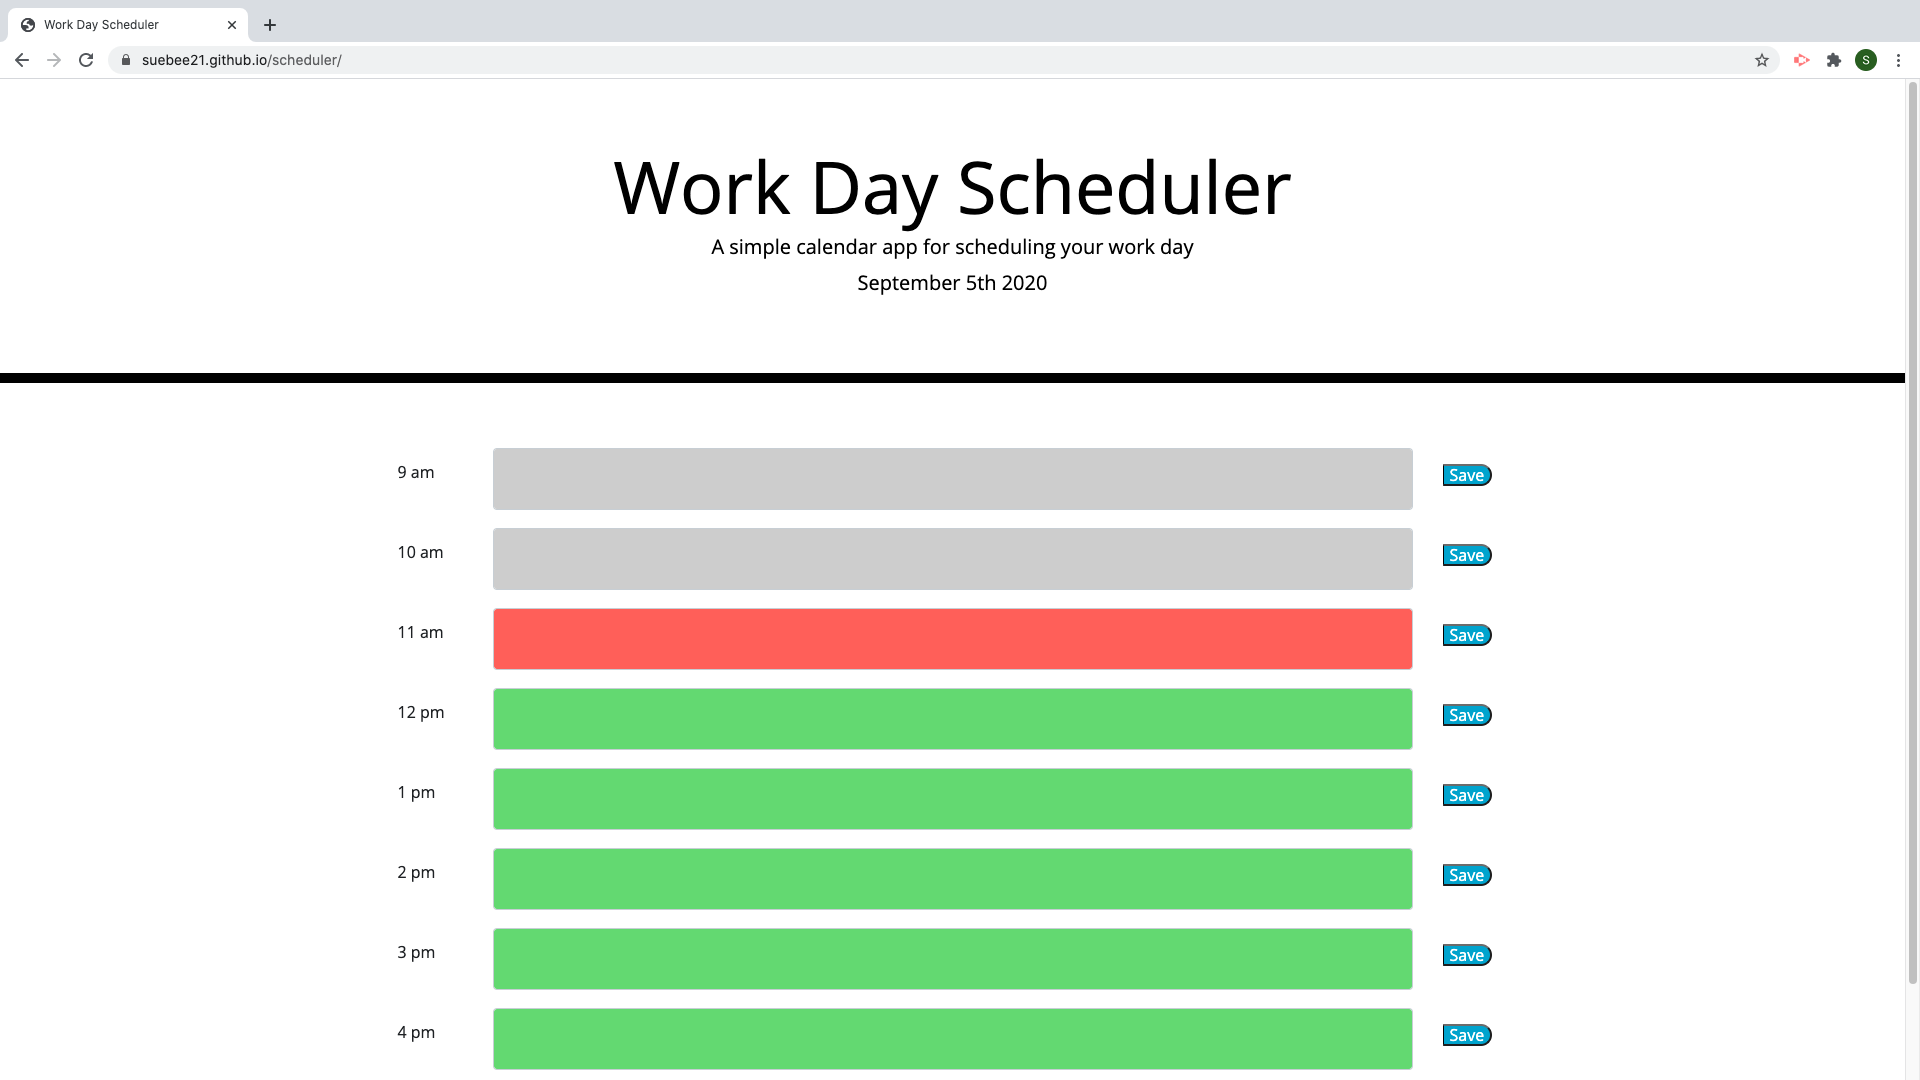 Work Day Scheduler
suebee21.github.io/scheduler/
S
Work Day Scheduler
A simple calendar app for scheduling your work day
September 5th 2020
9 am
Save
10 am
Save
11 am
Save
12 pm
Save
1 pm
Save
2 pm
Save
3 pm
Save
4 pm
Save